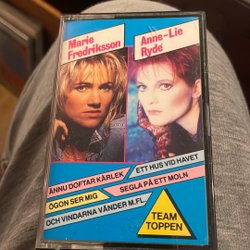 Marie
Fredriksson
Anne-Lie
Rydé
ÄNNU DOFTAR KÄRLEK
ETT HUS VID HAVET
ÖGON SER MIG
SEGLA PÅ ETT MOLN
OCH VINDARNA VÄNDER M.FL.
TEAM
TOPPEN